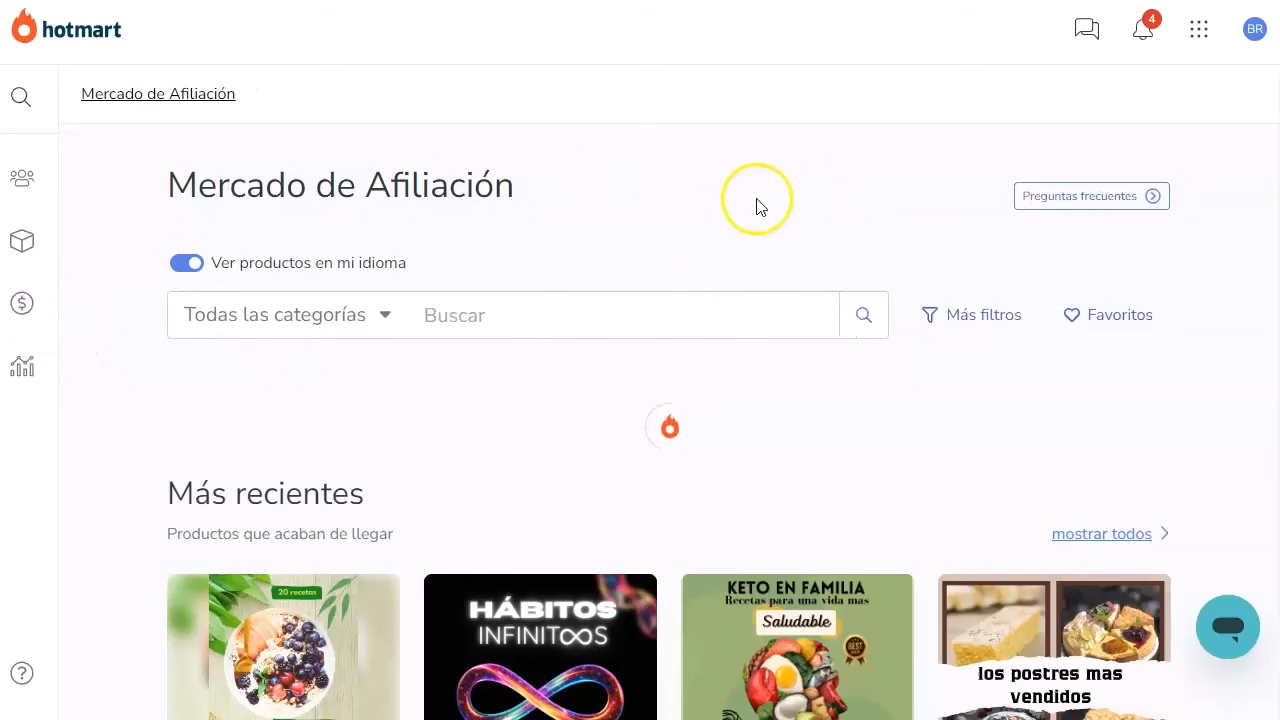 hotmart
4
BR
Mercado de Afiliación
Mercado de Afiliación
Preguntas frecuentes
Ver productos en mi idioma
Todas las categorías
Buscar
Más filtros
Favoritos
Más recientes
Productos que acaban de llegar
mostrar todos
20 recetas
HÁBITOS
INFINITOS
KETO EN FAMILIA
Recetas para una vida mas
Saludable
los postres mas
vendidos